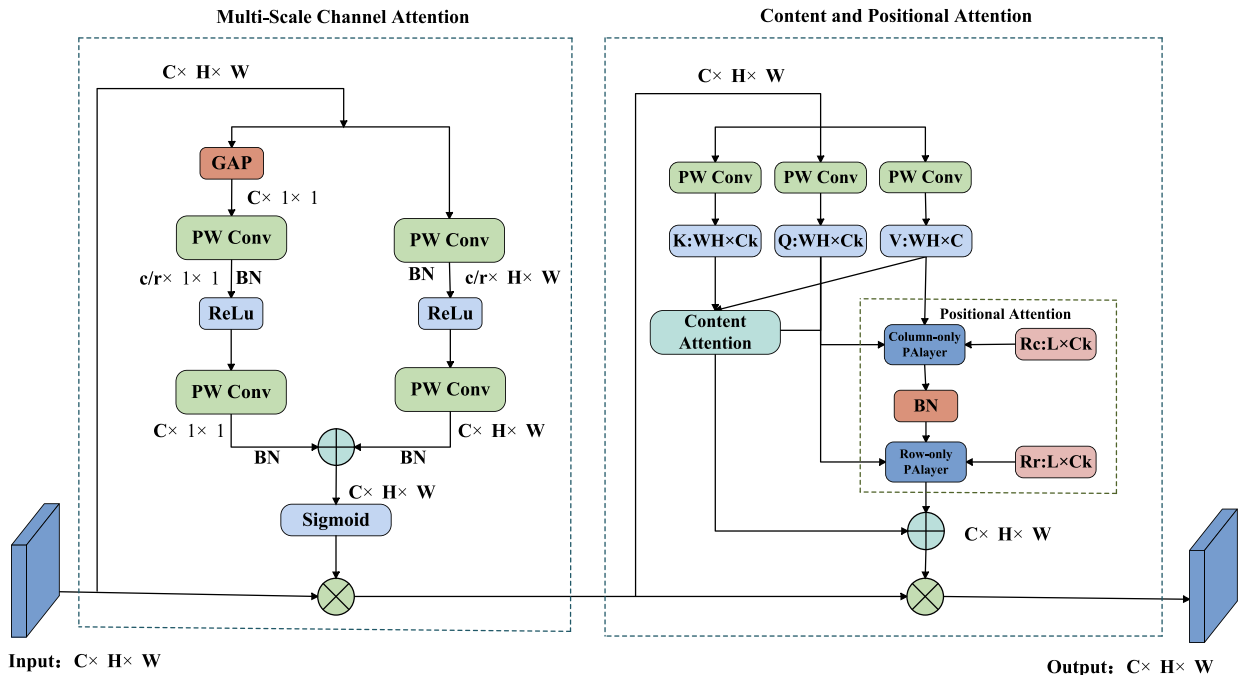 Multi-Scale Channel Attention
Content and Positional Attention
C× H× W
GAP
C× 1× 1
PW Conv
PW Conv
c/r× 1× 1
BN
BN
c/r× H× W
ReLu
ReLu
PW Conv
PW Conv
C× 1× 1
C× H× W
BN
BN
C× H× W
Sigmoid
C× H× W
PW Conv
PW Conv
PW Conv
K:WH×Ck
Q:WH×Ck
V:WH×C
Content
Attention
Positional Attention
Column-only
PAlayer
Rc:L×Ck
BN
Row-only
PAlayer
Rr:L×Ck
C× H× W
Input: C× H× W
Output: C× H× W